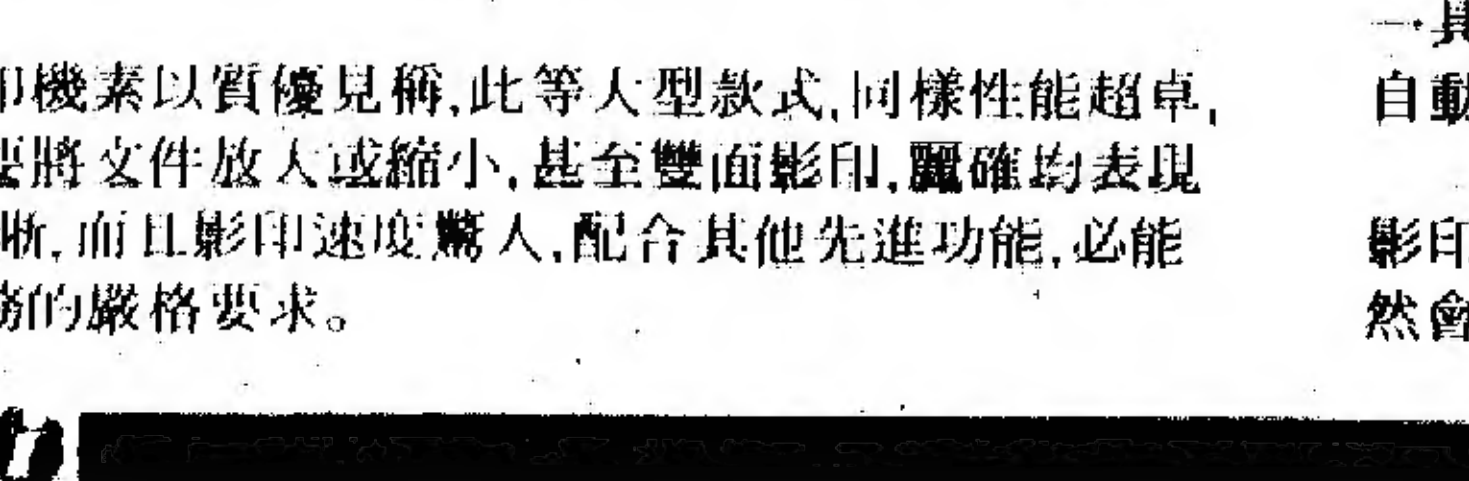 印機素以質優見稱,此等大型款式,同樣性能超卓,
要將文件放大或縮小,甚至雙面影印,麗確均表現
晰,而且影印速度驚人,配合其他先進功能,必能
務的嚴格要求。
一具
自動
影印
然會